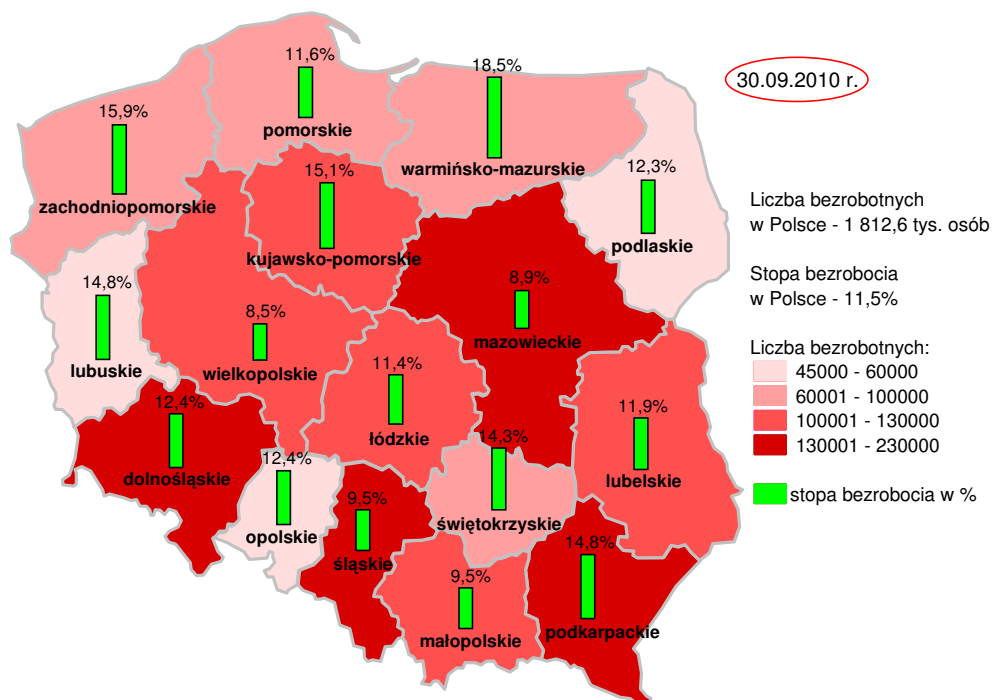 11,6%
pomorskie
18,5%
warmińsko-mazurskie
30.09.2010 r.
15,9%
zachodniopomorskie
15,1%
kujawsko-pomorskie
12,3%
podlaskie
Liczba bezrobotnych
w Polsce - 1 812,6 tys. osób
Stopa bezrobocia
w Polsce - 11,5%
14,8%
lubuskie
8,5%
wielkopolskie
8,9%
mazowieckie
11,4%
łódzkie
Liczba bezrobotnych:
45000 - 60000
60001 - 100000
100001 - 130000
130001 - 230000
stopa bezrobocia w %
12,4%
dolnośląskie
12,4%
opolskie
9,5%
śląskie
14,3%
świętokrzyskie
11,9%
lubelskie
9,5%
małopolskie
14,8%
podkarpackie